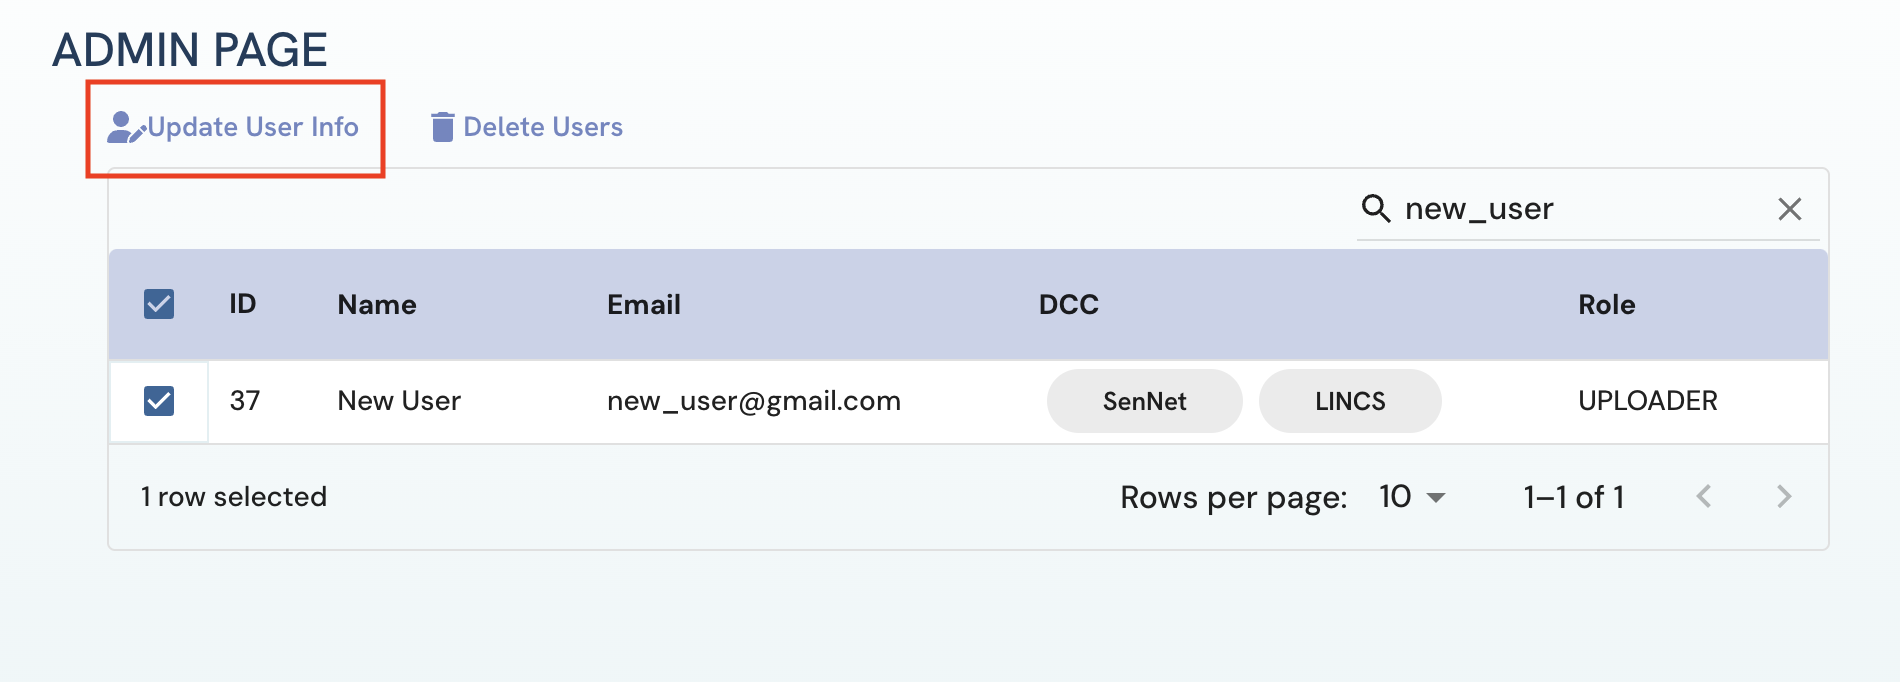 ADMIN PAGE
Update User Info Delete Users
new_user
ID Name Email DCC Role
37 New User new_user@gmail.com SenNet LINCS UPLOADER
1 row selected Rows per page: 10 1–1 of 1